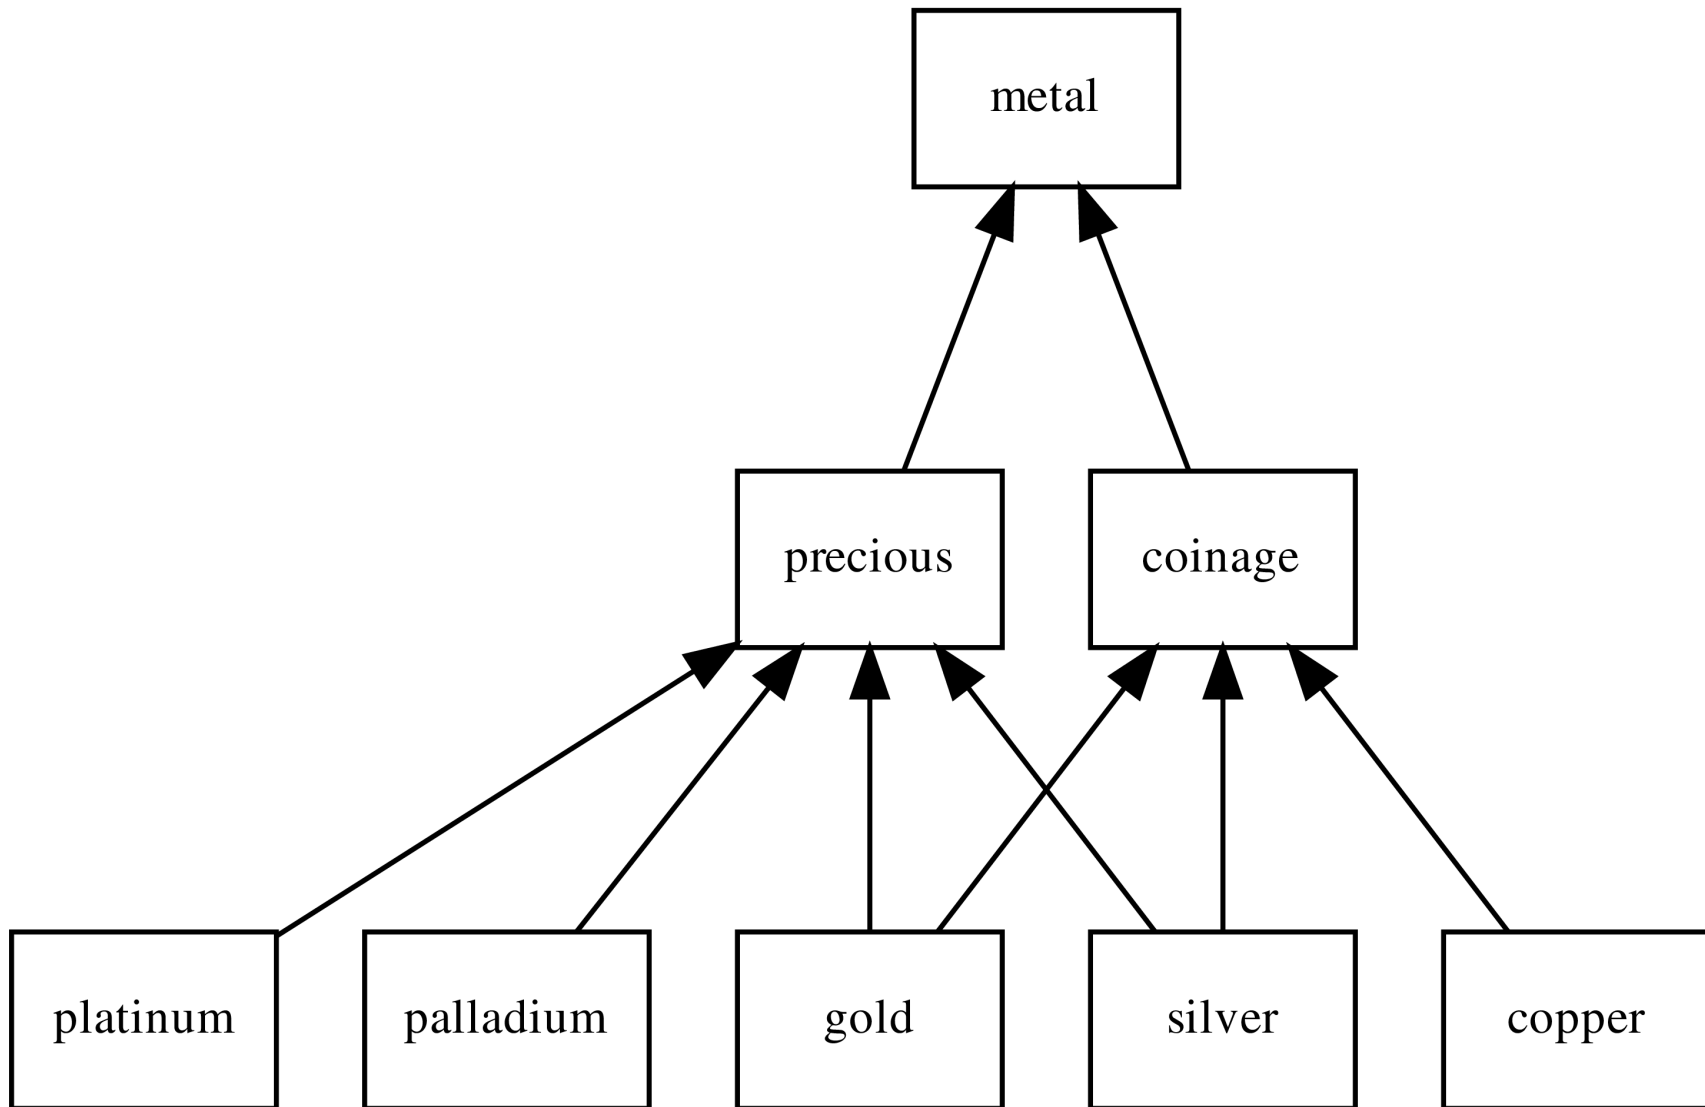 metal
precious
coinage
platinum
palladium
gold
silver
copper